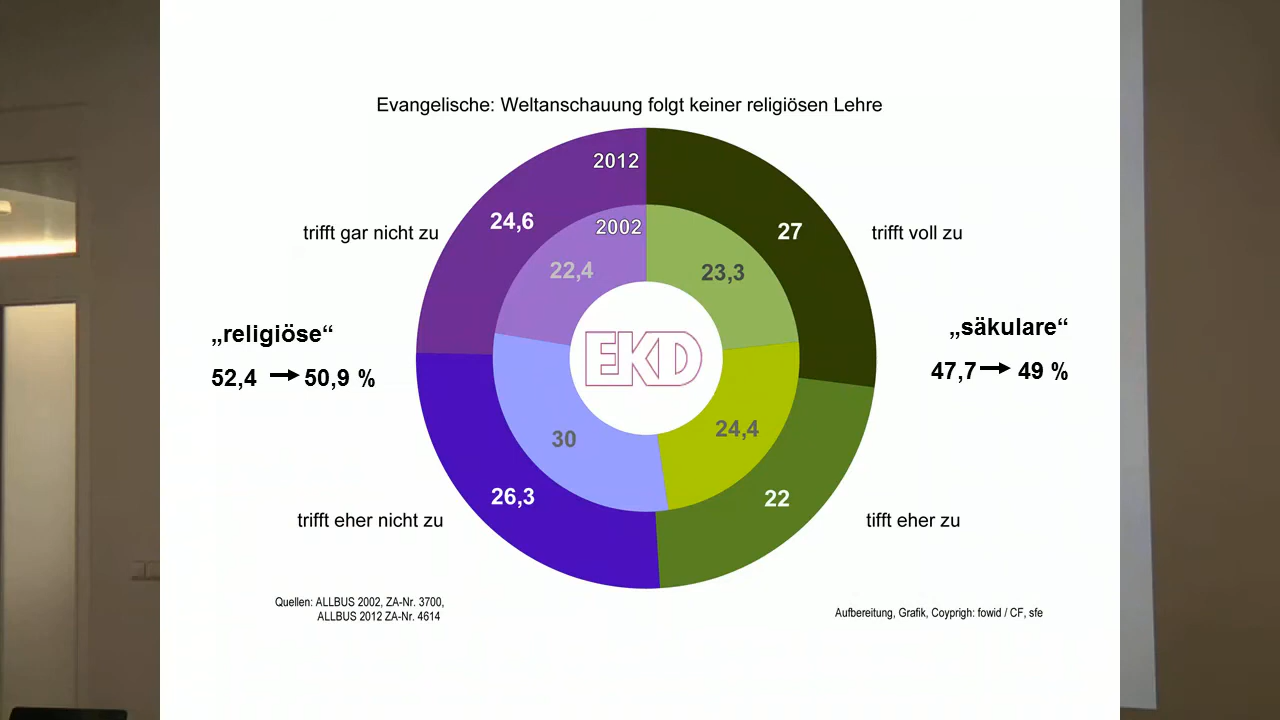 Evangelische: Weltanschauung folgt keiner religiösen Lehre
2012
2002
trifft gar nicht zu
24,6
22,4
27
23,3
trifft voll zu
„religiöse“
52,4 → 50,9 %
EKD
„säkulare“
47,7 → 49 %
30
24,4
26,3
22
trifft eher nicht zu
tifft eher zu
Quellen: ALLBUS 2002, ZA-Nr. 3700,
ALLBUS 2012 ZA-Nr. 4614
Aufbereitung, Grafik, Coyprigh: fowid / CF, sfe